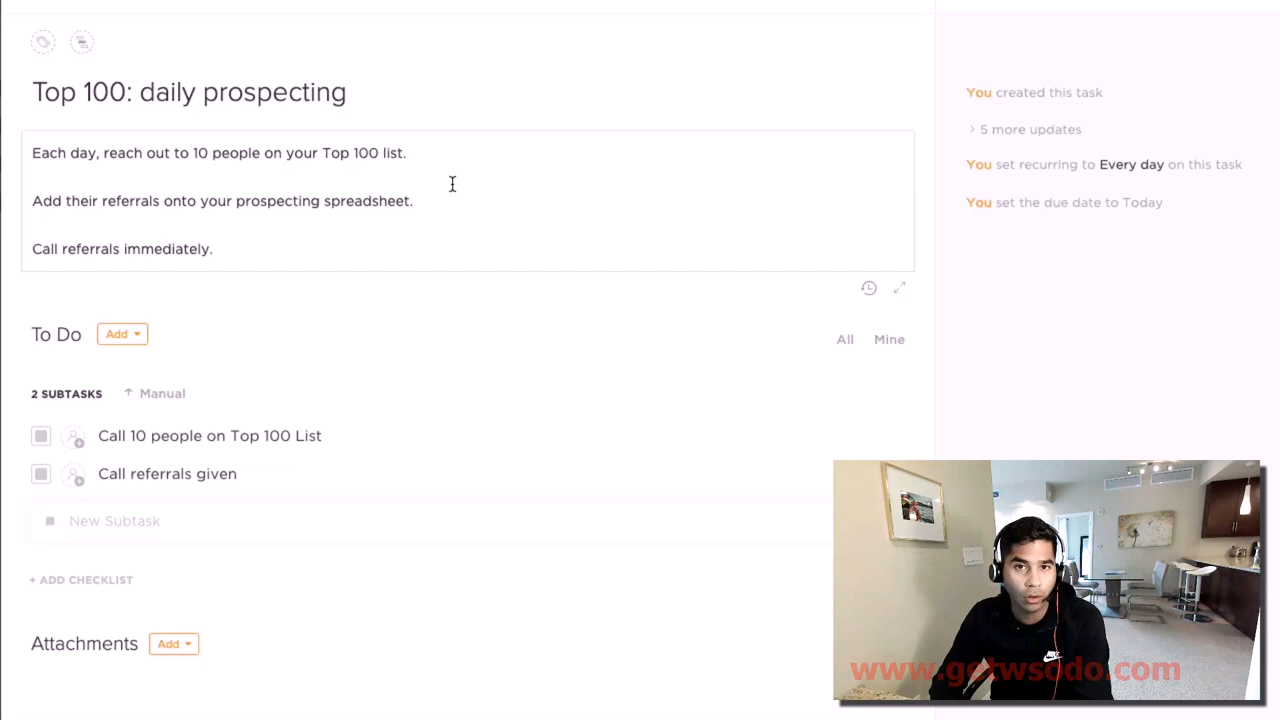 Top 100: daily prospecting
Each day, reach out to 10 people on your Top 100 list.
Add their referrals onto your prospecting spreadsheet.
Call referrals immediately.
To Do
Add
All
Mine
2 SUBTASKS
Manual
Call 10 people on Top 100 List
Call referrals given
New Subtask
+ ADD CHECKLIST
Attachments
Add
You created this task
> 5 more updates
You set recurring to Every day on this task
You set the due date to Today
www.getwsodo.com